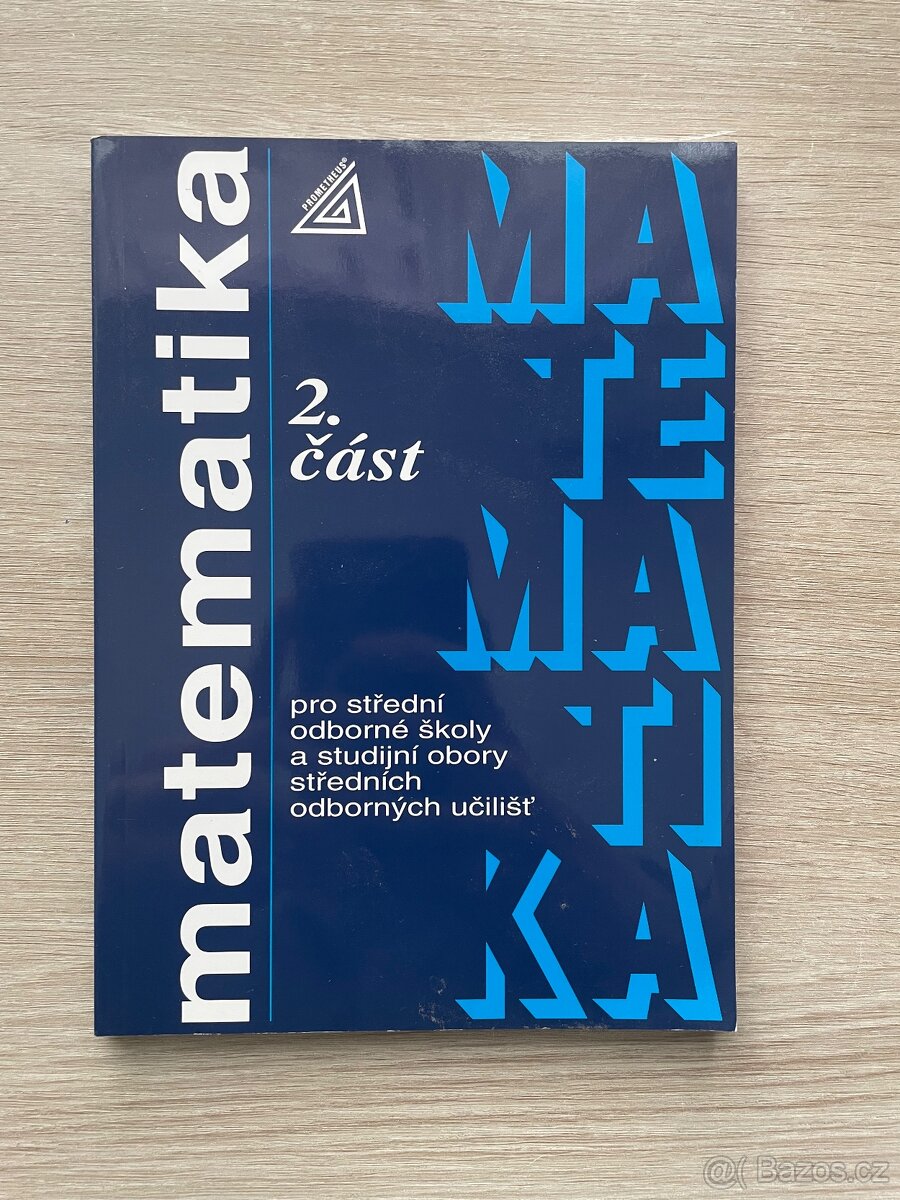 matematika
PROMETHEUS®
2.
část
pro střední
odborné školy
a studijní obory
středních
odborných učilišť
MA
TE
MA
TI
KA
@( Bazos.cz